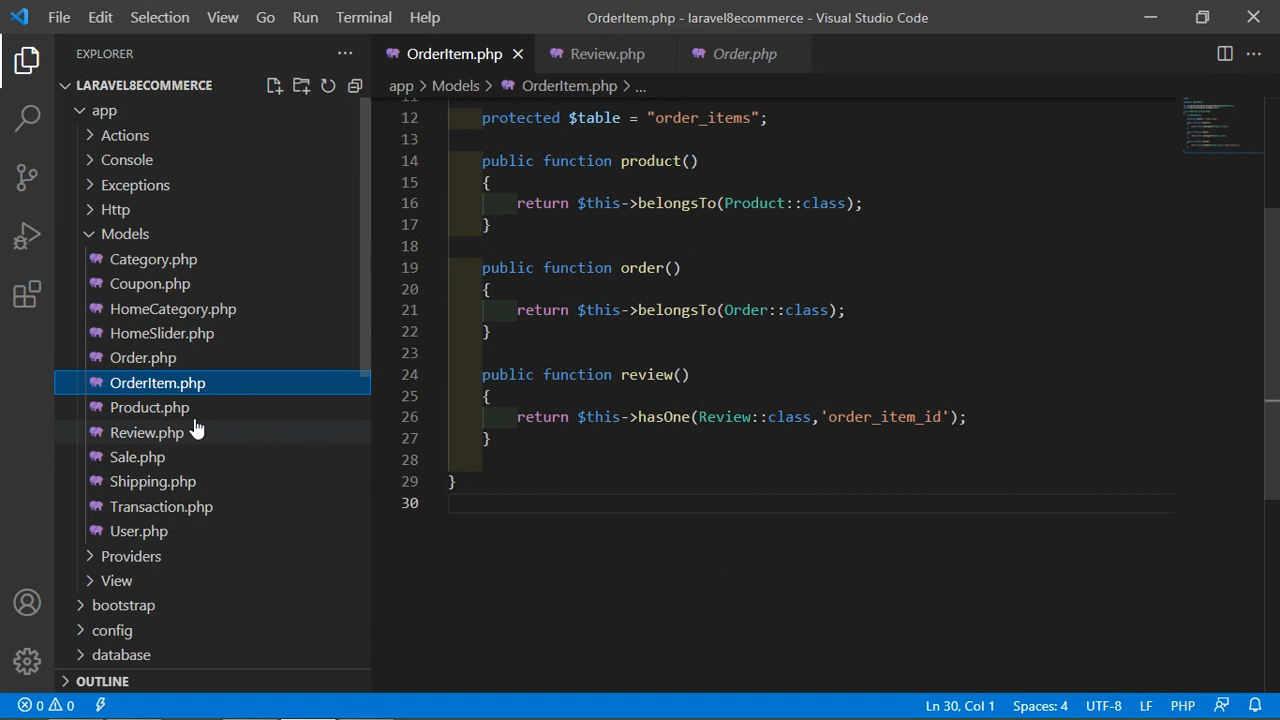 File Edit Selection View Go Run Terminal Help
OrderItem.php - laravel8ecommerce - Visual Studio Code
EXPLORER
LARAVEL8ECOMMERCE
app
Actions
Console
Exceptions
Http
Models
Category.php
Coupon.php
HomeCategory.php
HomeSlider.php
Order.php
OrderItem.php
Product.php
Review.php
Sale.php
Shipping.php
Transaction.php
User.php
Providers
View
bootstrap
config
database
OUTLINE
OrderItem.php Review.php Order.php
app > Models > OrderItem.php > ...
11
12 protected $table = "order_items";
13
14 public function product()
15 {
16 return $this->belongsTo(Product::class);
17 }
18
19 public function order()
20 {
21 return $this->belongsTo(Order::class);
22 }
23
24 public function review()
25 {
26 return $this->hasOne(Review::class,'order_item_id');
27 }
28
29 }
30
0 0 Ln 30, Col 1 Spaces: 4 UTF-8 LF PHP